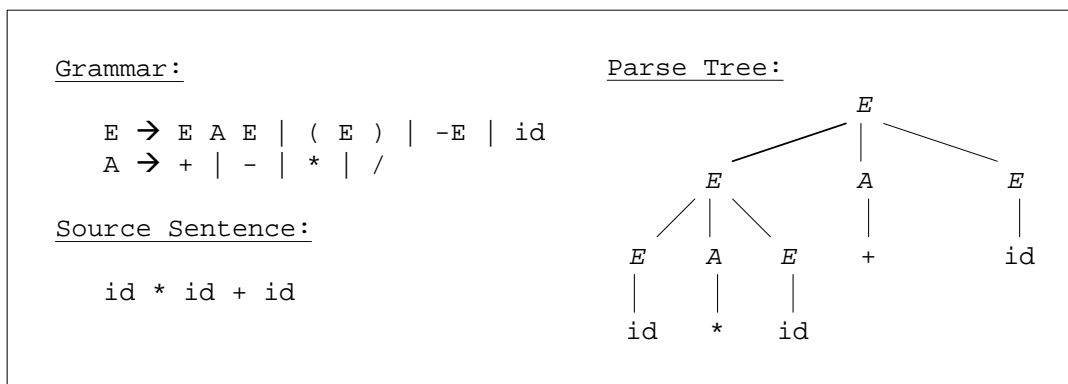 Grammar:
E → E A E | ( E ) | -E | id
A → + | - | * | /
Source Sentence:
id * id + id
Parse Tree:
E
E A E
E A E + id
id * id